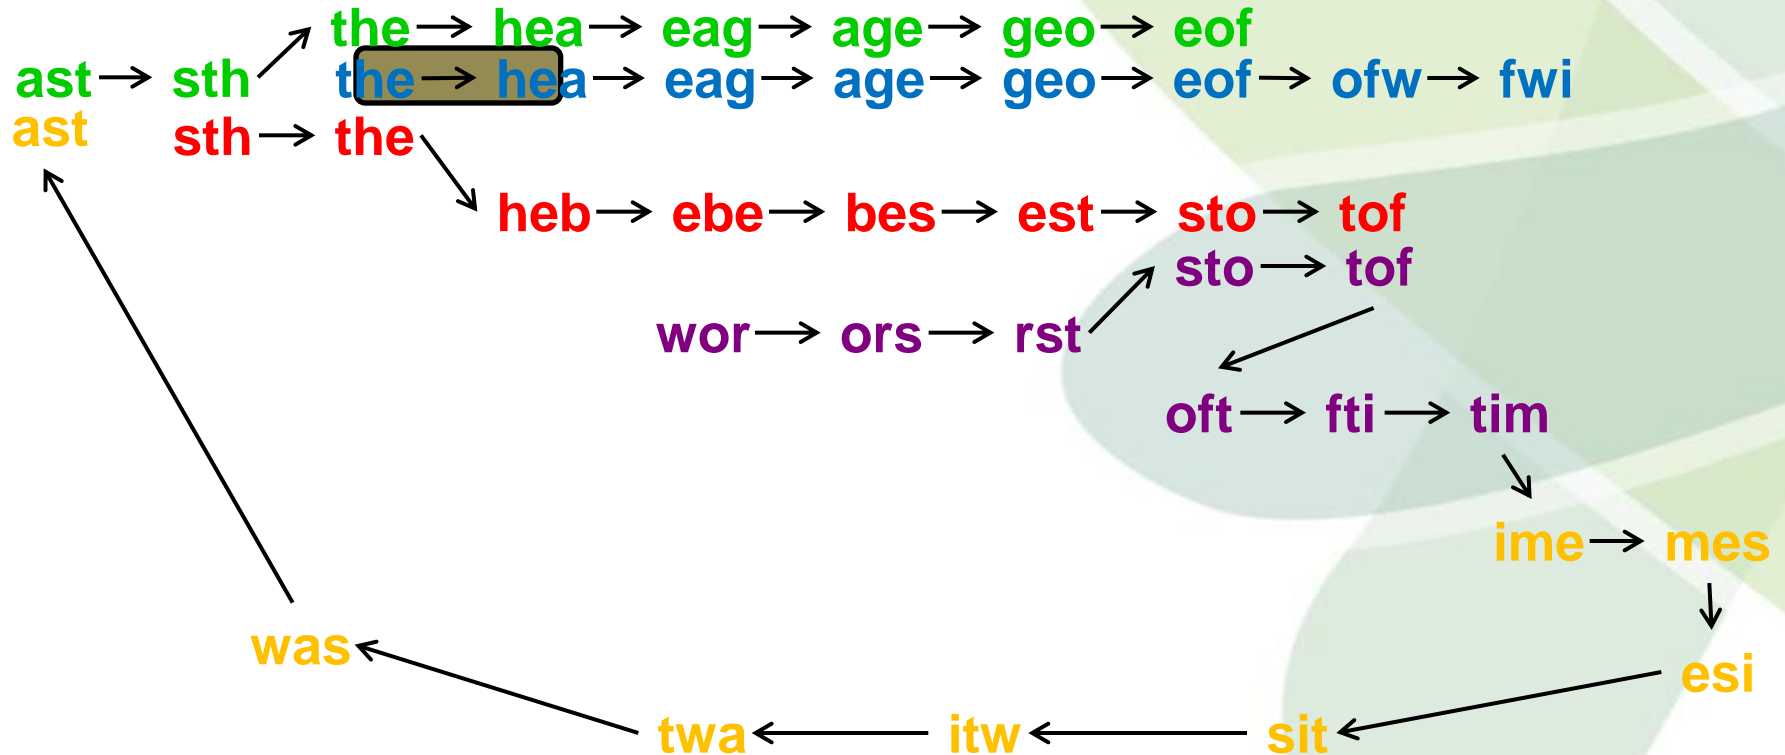 the → hea → eag → age → geo → eof
ast → sth
the → hea → eag → age → geo → eof → ofw → fwi
ast
sth → the
heb → ebe → bes → est → sto → tof
sto → tof
wor → ors → rst
oft → fti → tim
ime → mes
was
esi
twa ← itw ← sit